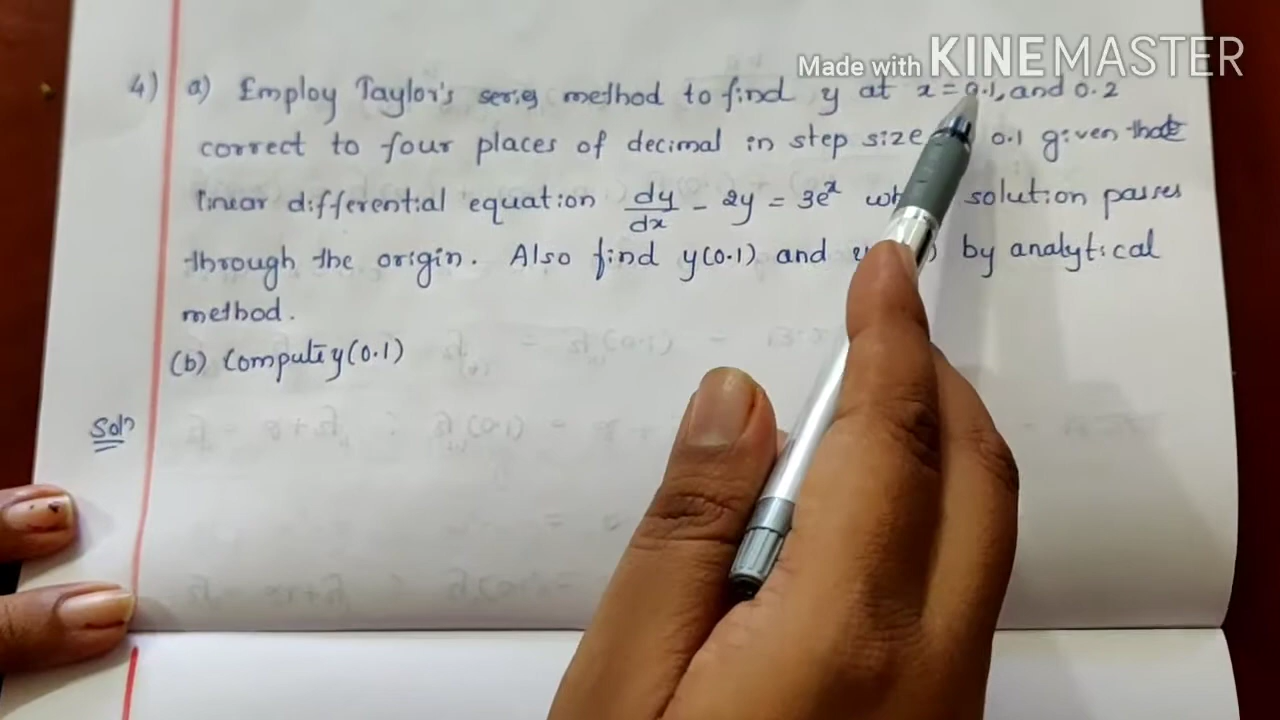 Made with KINEMASTER
4) a) Employ Taylor's series method to find y at x = 0.1, and 0.2
correct to four places of decimal in step size 0.1 given that
linear differential equation dy/dx - 2y = 3e^x solution passes
through the origin. Also find y(0.1) and by analytical
method.
(b) Compute y(0.1)
Soln